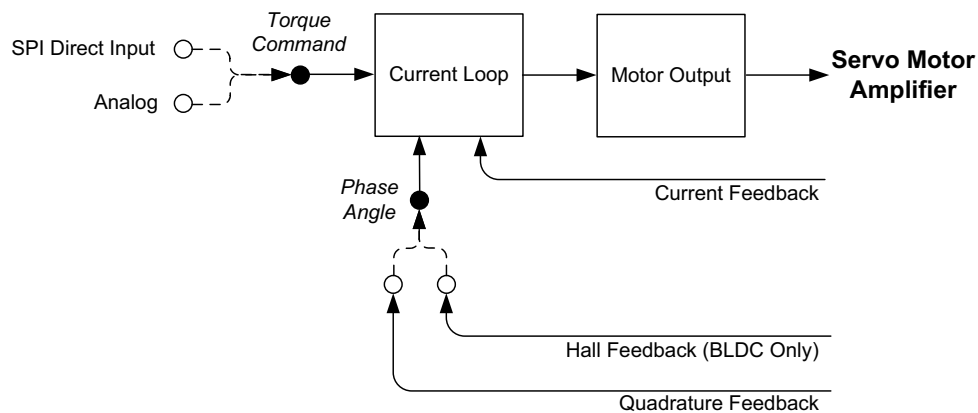 SPI Direct Input
Analog
Torque
Command
Current Loop
Motor Output
Servo Motor
Amplifier
Phase
Angle
Current Feedback
Hall Feedback (BLDC Only)
Quadrature Feedback